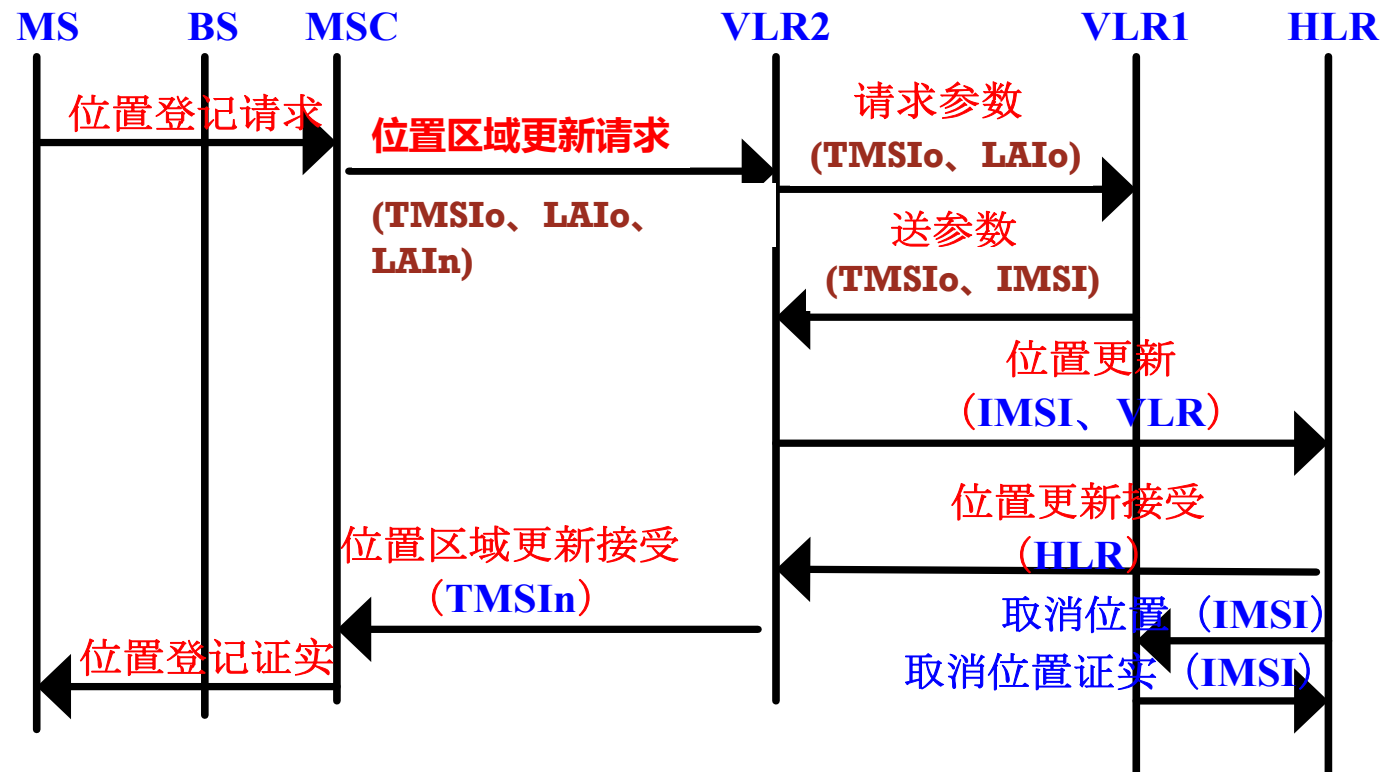 MS BS MSC VLR2 VLR1 HLR
位置登记请求
位置区域更新请求
(TMSIo、LAIo、
LAIn)
请求参数
(TMSIo、LAIo)
送参数
(TMSIo、IMSI)
位置更新
（IMSI、VLR）
位置更新接受
（HLR）
位置区域更新接受
（TMSIn）
取消位置（IMSI）
位置登记证实
取消位置证实（IMSI）